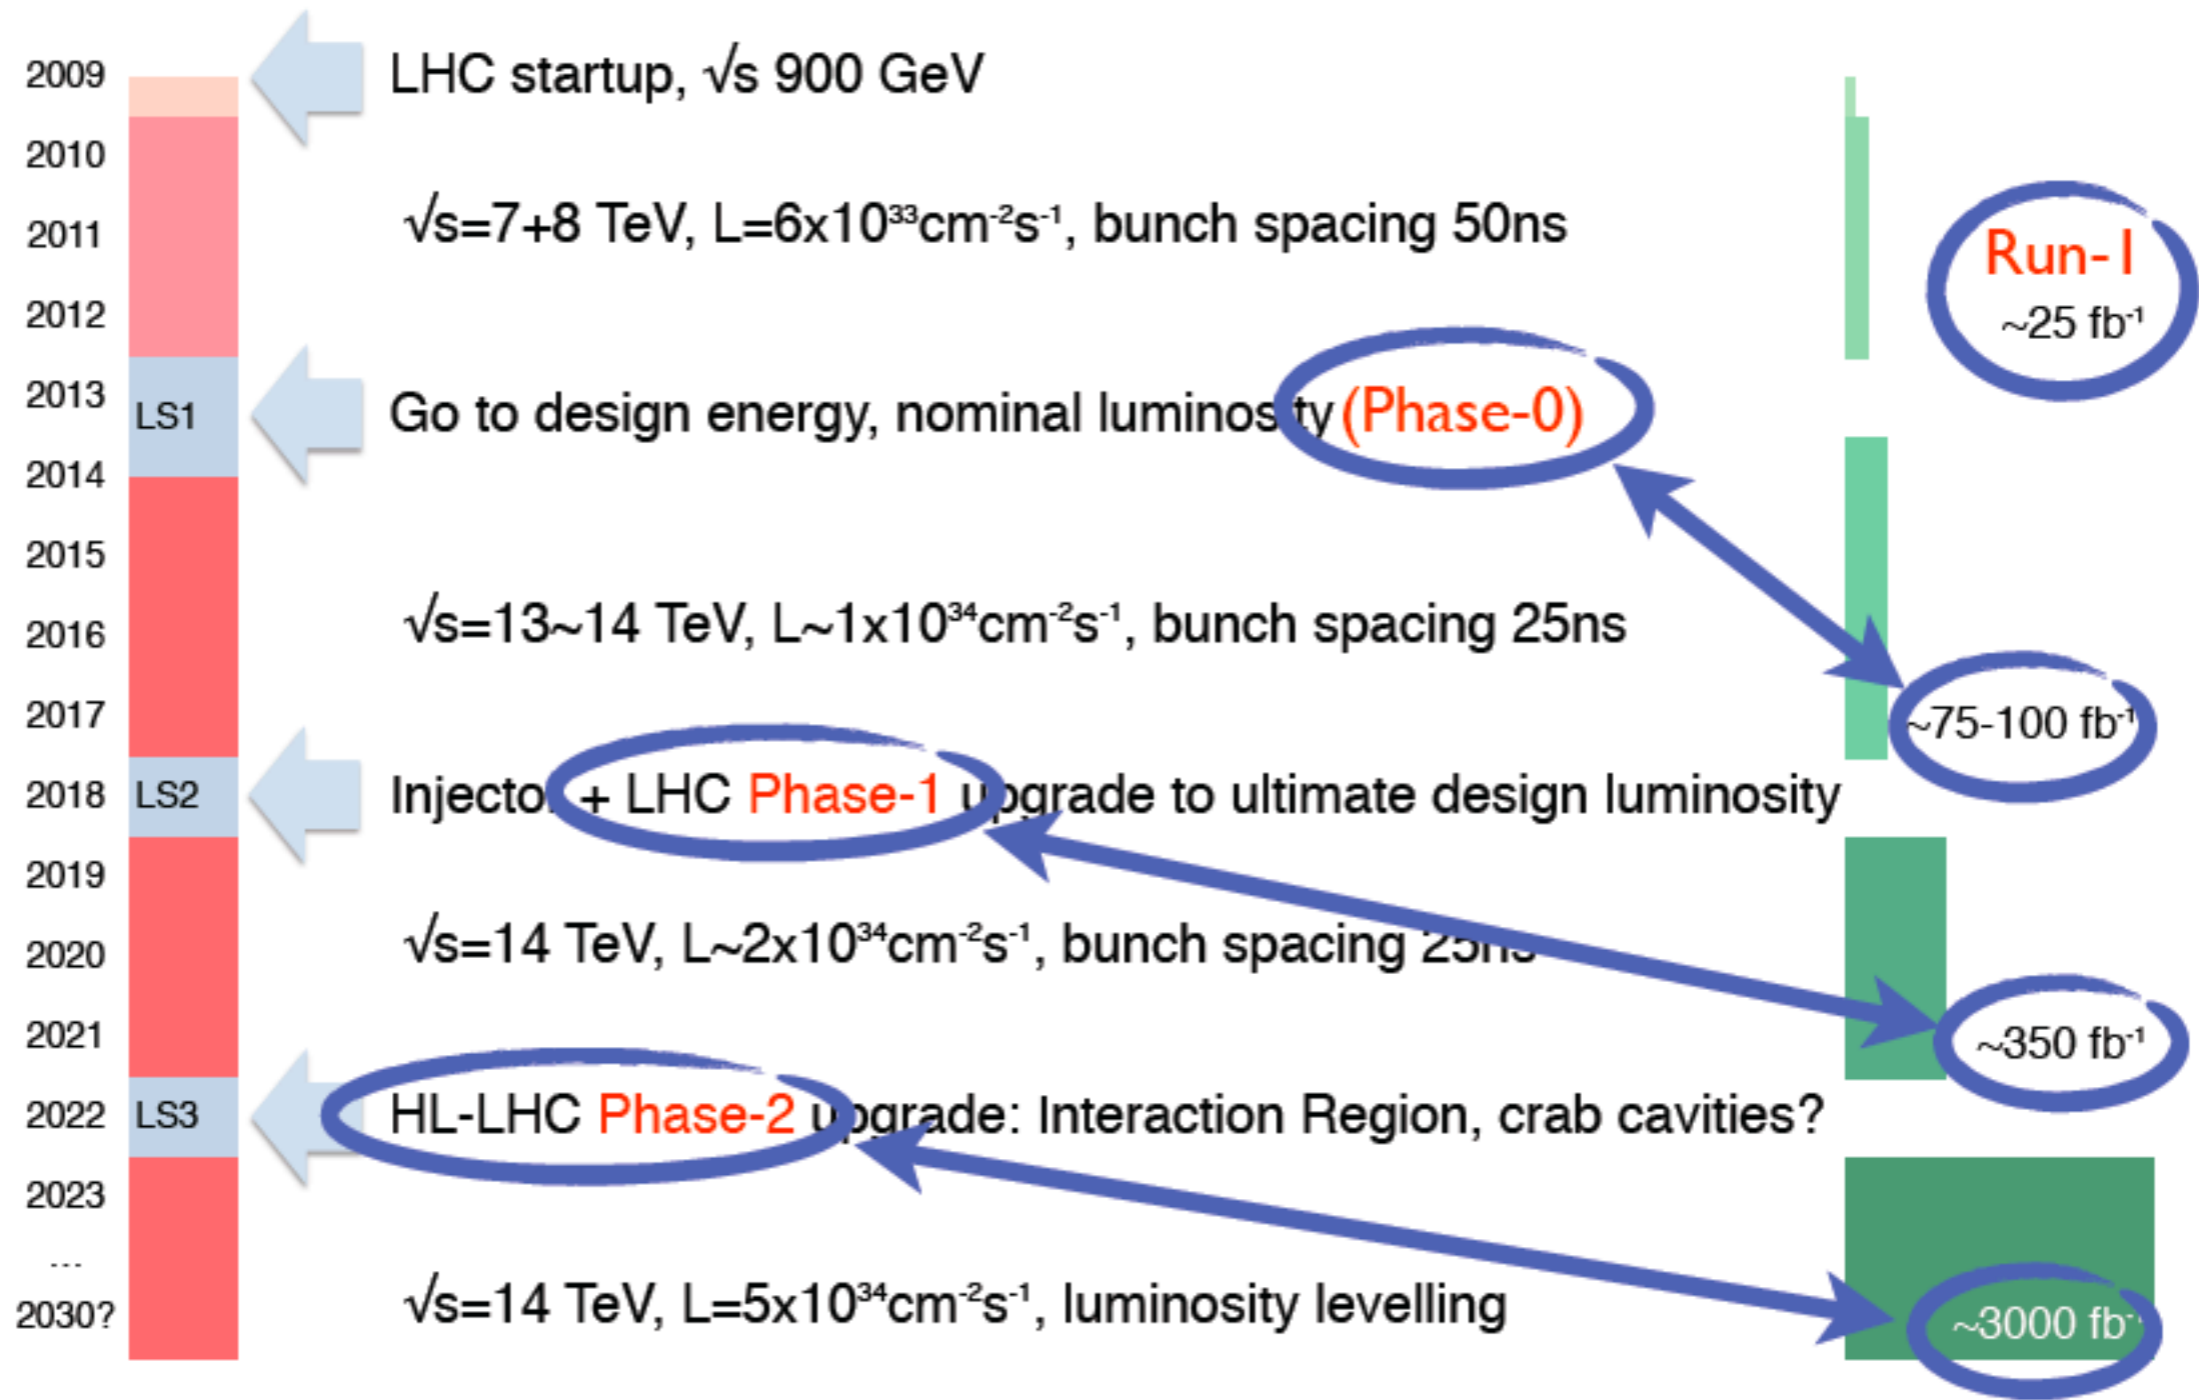 2009
LHC startup, √s 900 GeV
2010
2011
√s=7+8 TeV, L=6x10³³cm⁻²s⁻¹, bunch spacing 50ns
Run-1
~25 fb⁻¹
2012
2013
LS1
Go to design energy, nominal luminosity (Phase-0)
2014
2015
2016
√s=13~14 TeV, L~1x10³⁴cm⁻²s⁻¹, bunch spacing 25ns
2017
~75-100 fb⁻¹
2018
LS2
Injector + LHC Phase-1 upgrade to ultimate design luminosity
2019
2020
√s=14 TeV, L~2x10³⁴cm⁻²s⁻¹, bunch spacing 25ns
2021
~350 fb⁻¹
2022
LS3
HL-LHC Phase-2 upgrade: Interaction Region, crab cavities?
2023
...
2030?
√s=14 TeV, L=5x10³⁴cm⁻²s⁻¹, luminosity levelling
~3000 fb⁻